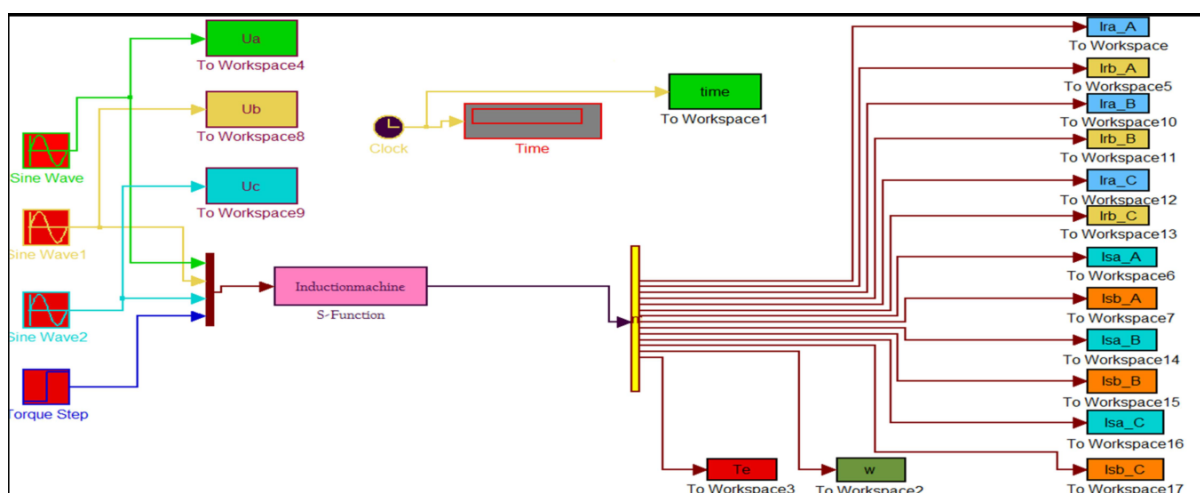 Ua
To Workspace4
Ub
To Workspace8
Uc
To Workspace9
Sine Wave
Sine Wave1
Sine Wave2
Torque Step
Clock
Time
time
To Workspace1
Inductionmachine
S-Function
Ira_A
To Workspace
Irb_A
To Workspace5
Ira_B
To Workspace10
Irb_B
To Workspace11
Ira_C
To Workspace12
Irb_C
To Workspace13
Isa_A
To Workspace6
Isb_A
To Workspace7
Isa_B
To Workspace14
Isb_B
To Workspace15
Isa_C
To Workspace16
Isb_C
To Workspace17
Te
To Workspace3
w
To Workspace2